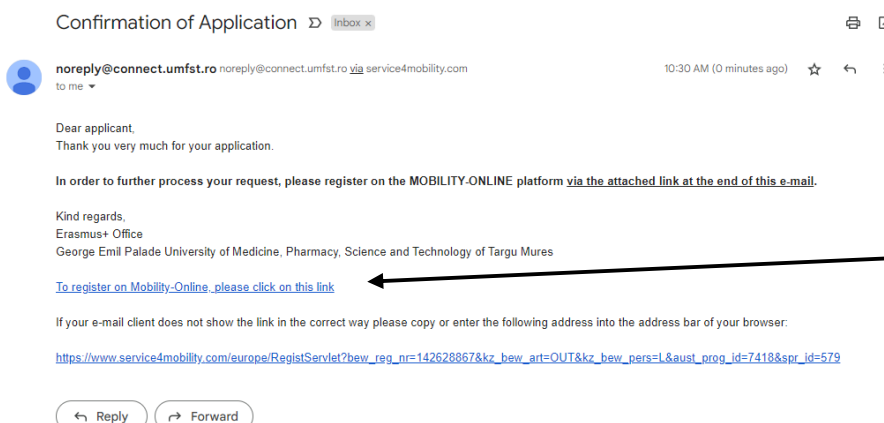 Confirmation of Application Inbox ×
noreply@connect.umfst.ro noreply@connect.umfst.ro via service4mobility.com 10:30 AM (0 minutes ago)
to me
Dear applicant,
Thank you very much for your application.
In order to further process your request, please register on the MOBILITY-ONLINE platform via the attached link at the end of this e-mail.
Kind regards,
Erasmus+ Office
George Emil Palade University of Medicine, Pharmacy, Science and Technology of Targu Mures
To register on Mobility-Online, please click on this link
If your e-mail client does not show the link in the correct way please copy or enter the following address into the address bar of your browser:
https://www.service4mobility.com/europe/RegistServlet?bew_reg_nr=142628867&kz_bew_art=OUT&kz_bew_pers=L&aust_prog_id=7418&spr_id=579
Reply Forward